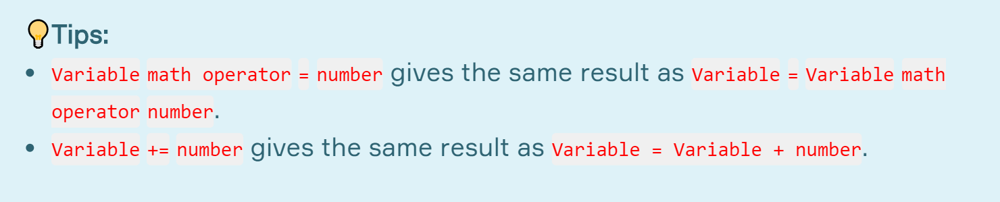 💡Tips:
• Variable math operator = number gives the same result as Variable = Variable math
operator number.
• Variable += number gives the same result as Variable = Variable + number.